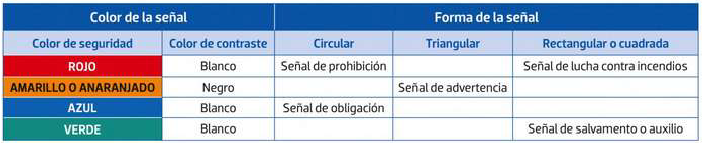 Color de la señal Forma de la señal
Color de seguridad Color de contraste Circular Triangular Rectangular o cuadrada
ROJO Blanco Señal de prohibición Señal de lucha contra incendios
AMARILLO O ANARANJADO Negro Señal de advertencia
AZUL Blanco Señal de obligación
VERDE Blanco Señal de salvamento o auxilio